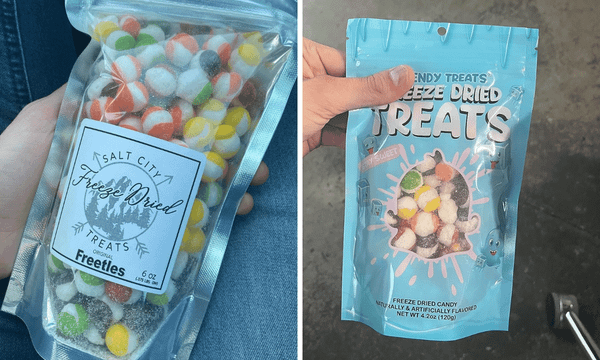 SALT CITY
Freeze Dried
TREATS
ORIGINAL
Freetles
6 oz
ENDY TREATS
FREEZE DRIED
TREATS
FREEZE DRIED CANDY
NATURALLY & ARTIFICIALLY FLAVORED
NET WT 4.2oz (120g)